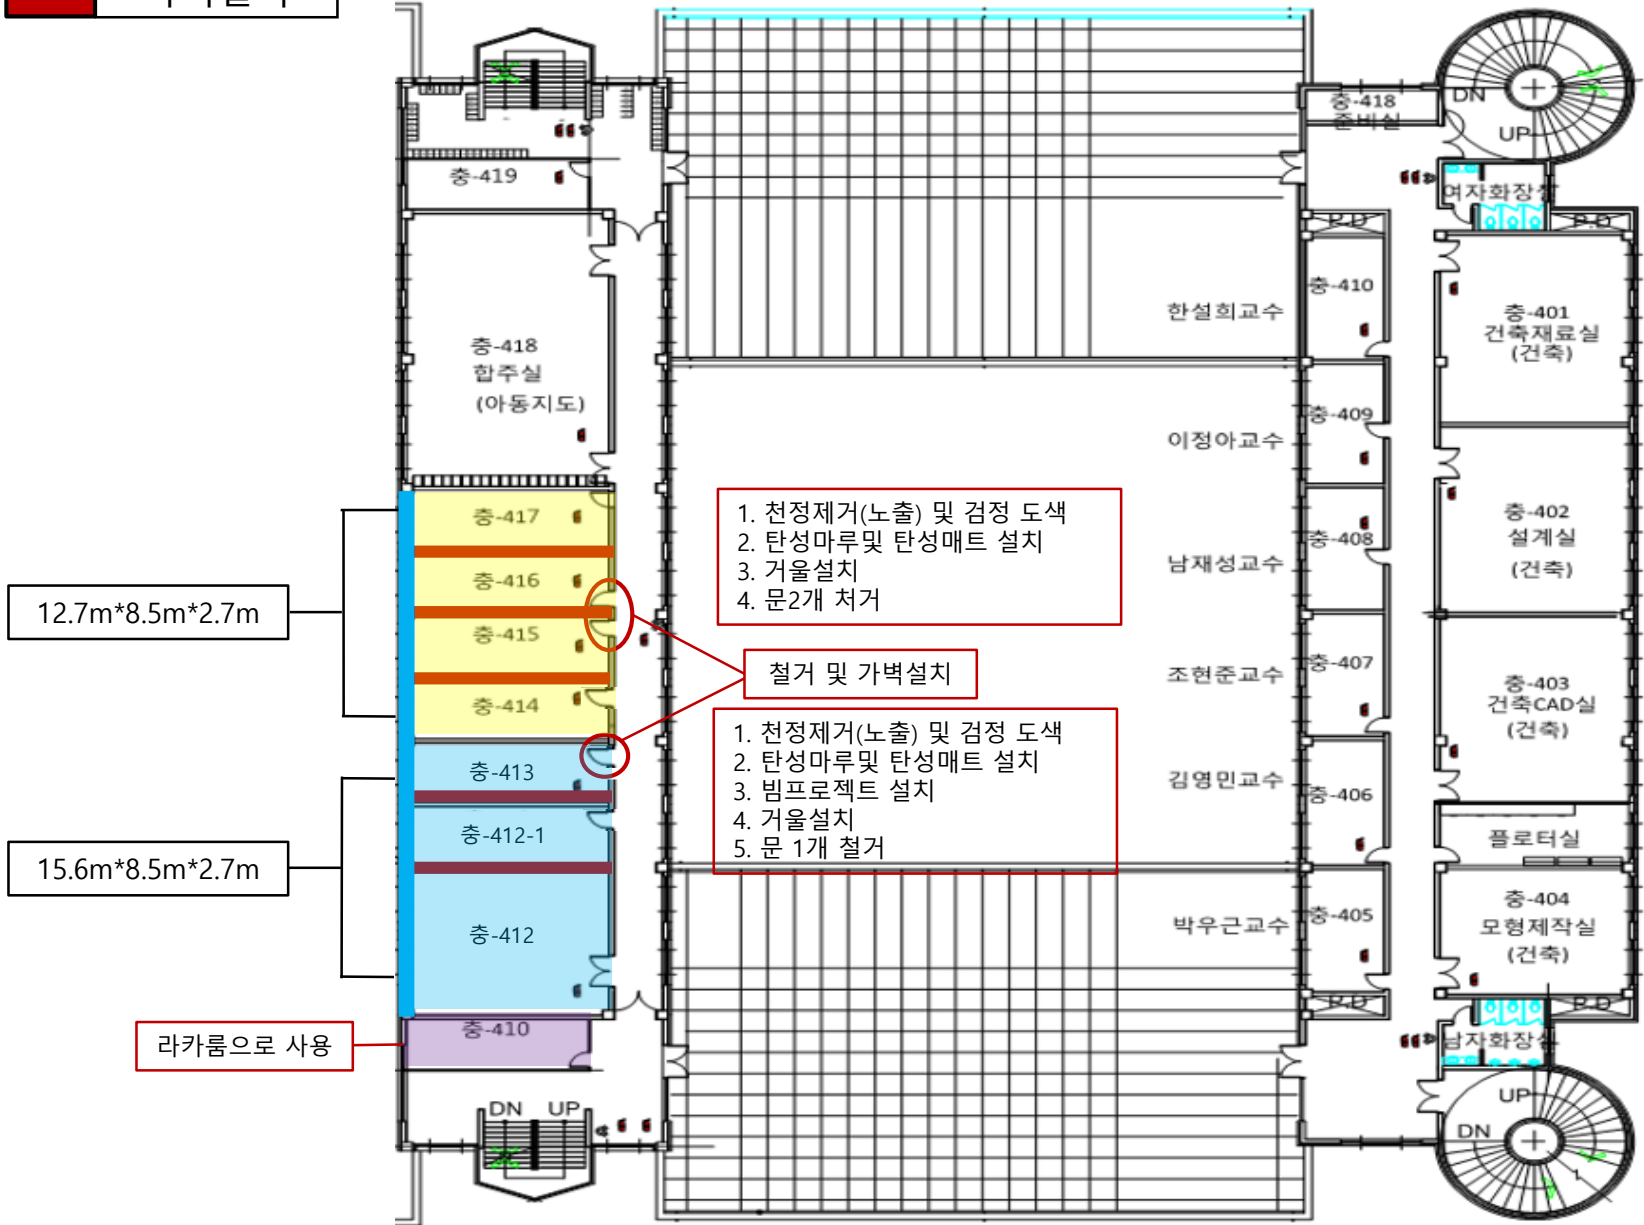 충-419
충-418
합주실
(아동지도)
충-417
충-416
충-415
충-414
충-413
충-412-1
충-412
충-410
DN UP
12.7m*8.5m*2.7m
15.6m*8.5m*2.7m
라카룸으로 사용
1. 천정제거(노출) 및 검정 도색
2. 탄성마루및 탄성매트 설치
3. 거울설치
4. 문2개 처거
철거 및 가벽설치
1. 천정제거(노출) 및 검정 도색
2. 탄성마루및 탄성매트 설치
3. 빔프로젝트 설치
4. 거울설치
5. 문 1개 철거
한설희교수
이정아교수
남재성교수
조현준교수
김영민교수
박우근교수
충-418
준비실
DN
UP
여자화장실
P.D
P.D
충-410
충-409
충-408
충-407
충-406
충-405
P.D
충-401
건축재료실
(건축)
충-402
설계실
(건축)
충-403
건축CAD실
(건축)
플로터실
충-404
모형제작실
(건축)
P.D
남자화장실
UP
DN